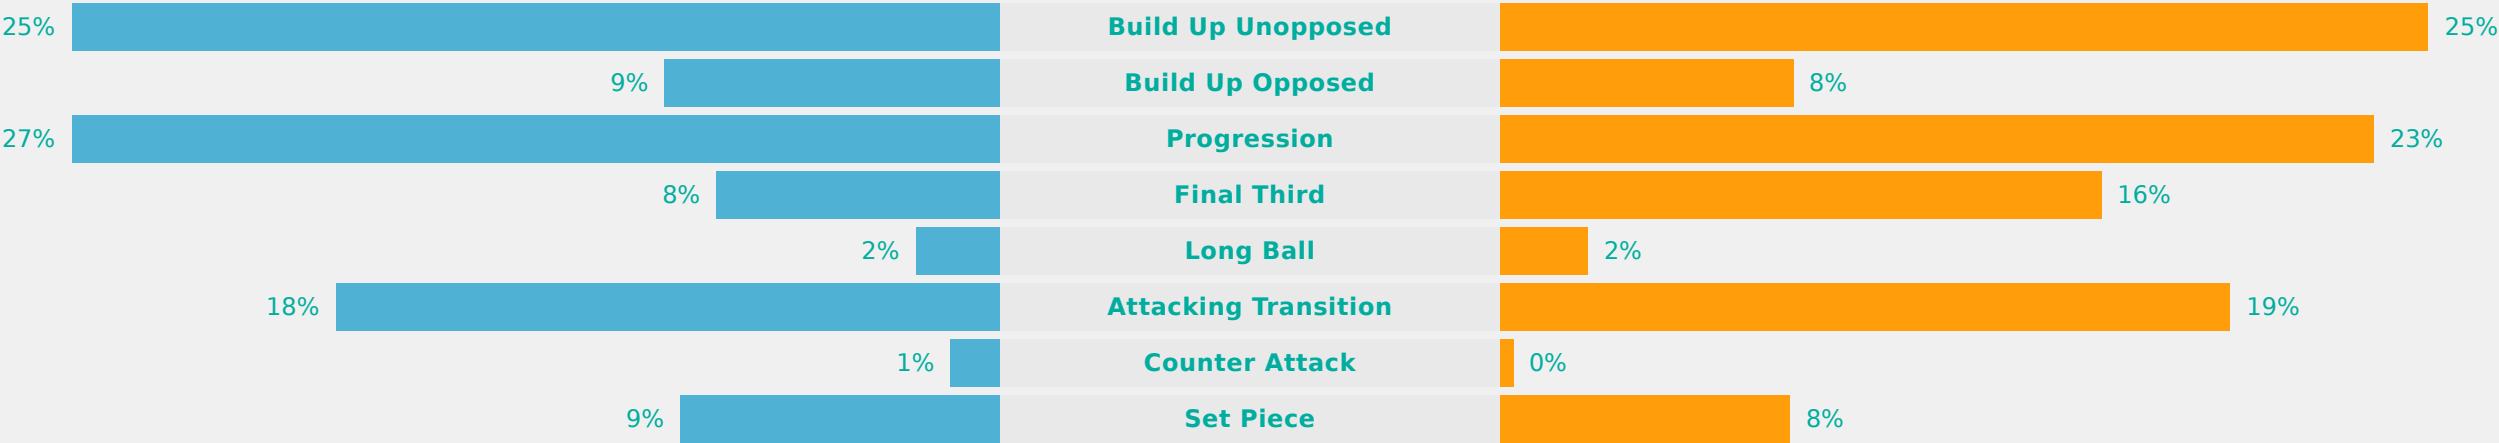 25% Build Up Unopposed 25%
9% Build Up Opposed 8%
27% Progression 23%
8% Final Third 16%
2% Long Ball 2%
18% Attacking Transition 19%
1% Counter Attack 0%
9% Set Piece 8%